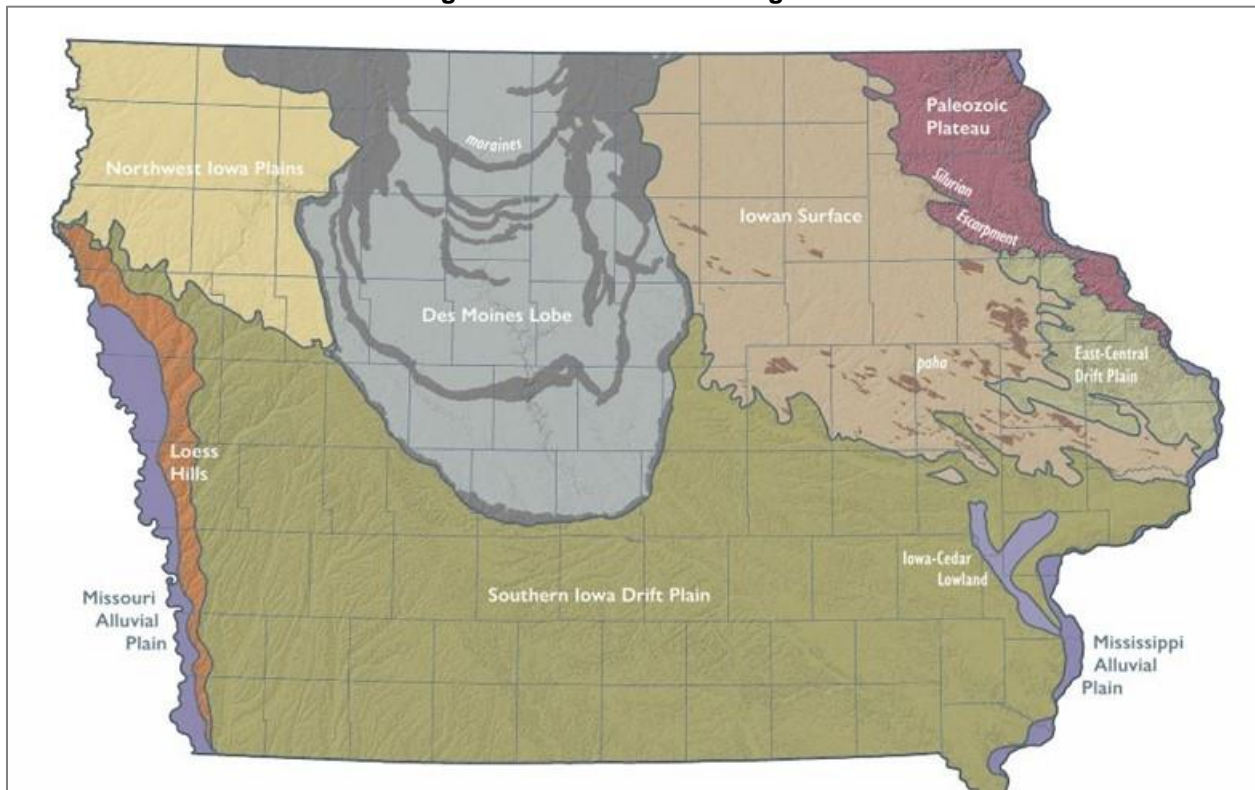 moraines
Paleozoic
Plateau
Northwest Iowa Plains
Silurian
Escarpment
Iowan Surface
Des Moines Lobe
paha
East-Central
Drift Plain
Loess
Hills
Iowa-Cedar
Lowland
Southern Iowa Drift Plain
Missouri
Alluvial
Plain
Mississippi
Alluvial
Plain